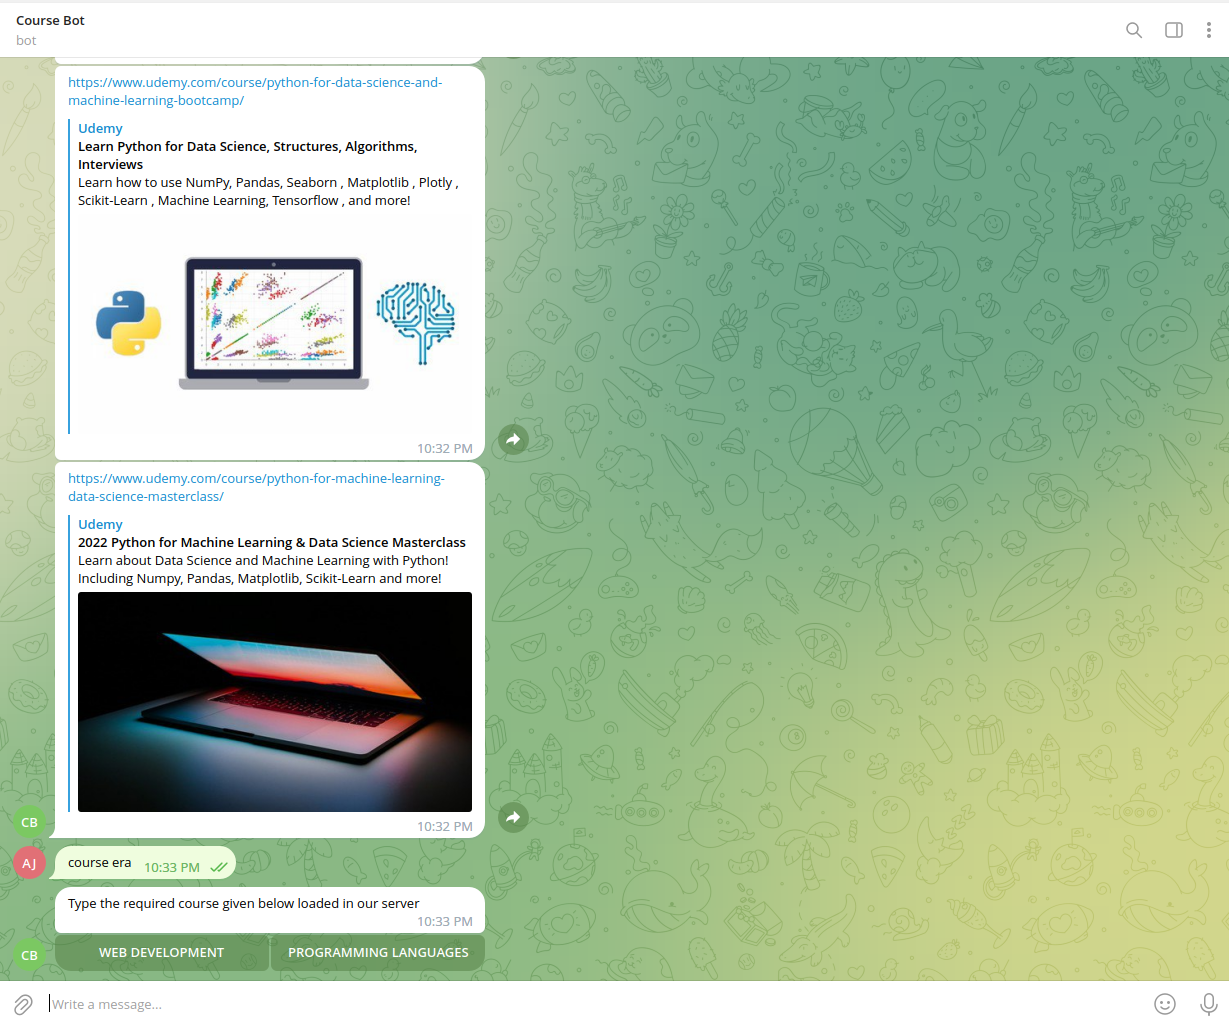 Course Bot
bot
https://www.udemy.com/course/python-for-data-science-and-
machine-learning-bootcamp/
Udemy
Learn Python for Data Science, Structures, Algorithms,
Interviews
Learn how to use NumPy, Pandas, Seaborn , Matplotlib , Plotly ,
Scikit-Learn , Machine Learning, Tensorflow , and more!
10:32 PM
https://www.udemy.com/course/python-for-machine-learning-
data-science-masterclass/
Udemy
2022 Python for Machine Learning & Data Science Masterclass
Learn about Data Science and Machine Learning with Python!
Including Numpy, Pandas, Matplotlib, Scikit-Learn and more!
CB
10:32 PM
AJ
course era 10:33 PM
Type the required course given below loaded in our server
10:33 PM
CB
WEB DEVELOPMENT PROGRAMMING LANGUAGES
Write a message...